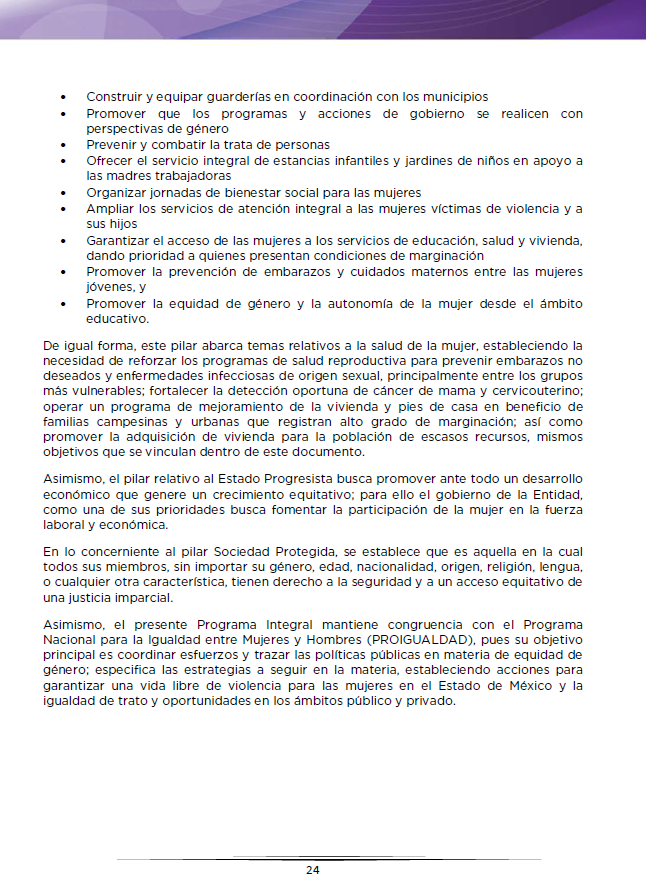 • Construir y equipar guarderías en coordinación con los municipios
• Promover que los programas y acciones de gobierno se realicen con
perspectivas de género
• Prevenir y combatir la trata de personas
• Ofrecer el servicio integral de estancias infantiles y jardines de niños en apoyo a
las madres trabajadoras
• Organizar jornadas de bienestar social para las mujeres
• Ampliar los servicios de atención integral a las mujeres víctimas de violencia y a
sus hijos
• Garantizar el acceso de las mujeres a los servicios de educación, salud y vivienda,
dando prioridad a quienes presentan condiciones de marginación
• Promover la prevención de embarazos y cuidados maternos entre las mujeres
jóvenes, y
• Promover la equidad de género y la autonomía de la mujer desde el ámbito
educativo.
De igual forma, este pilar abarca temas relativos a la salud de la mujer, estableciendo la
necesidad de reforzar los programas de salud reproductiva para prevenir embarazos no
deseados y enfermedades infecciosas de origen sexual, principalmente entre los grupos
más vulnerables; fortalecer la detección oportuna de cáncer de mama y cervicouterino;
operar un programa de mejoramiento de la vivienda y pies de casa en beneficio de
familias campesinas y urbanas que registran alto grado de marginación; así como
promover la adquisición de vivienda para la población de escasos recursos, mismos
objetivos que se vinculan dentro de este documento.
Asimismo, el pilar relativo al Estado Progresista busca promover ante todo un desarrollo
económico que genere un crecimiento equitativo; para ello el gobierno de la Entidad,
como una de sus prioridades busca fomentar la participación de la mujer en la fuerza
laboral y económica.
En lo concerniente al pilar Sociedad Protegida, se establece que es aquella en la cual
todos sus miembros, sin importar su género, edad, nacionalidad, origen, religión, lengua,
o cualquier otra característica, tienen derecho a la seguridad y a un acceso equitativo de
una justicia imparcial.
Asimismo, el presente Programa Integral mantiene congruencia con el Programa
Nacional para la Igualdad entre Mujeres y Hombres (PROIGUALDAD), pues su objetivo
principal es coordinar esfuerzos y trazar las políticas públicas en materia de equidad de
género; especifica las estrategias a seguir en la materia, estableciendo acciones para
garantizar una vida libre de violencia para las mujeres en el Estado de México y la
igualdad de trato y oportunidades en los ámbitos público y privado.
24